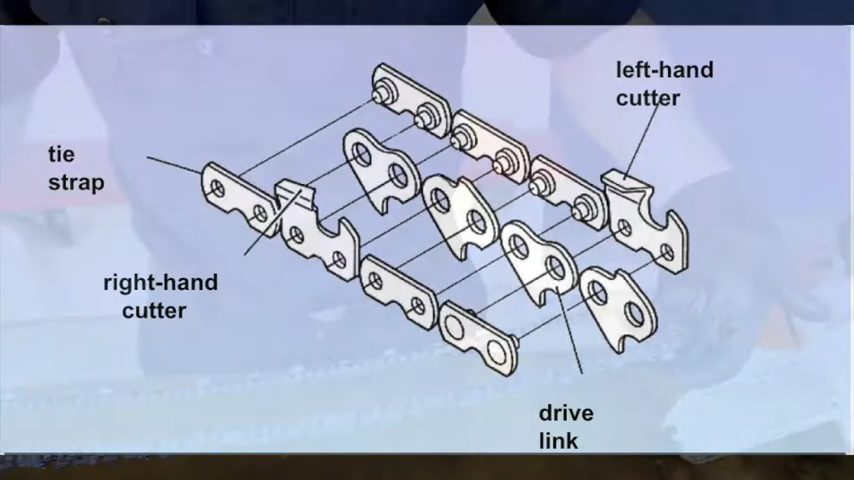 left-hand
cutter
tie
strap
right-hand
cutter
drive
link